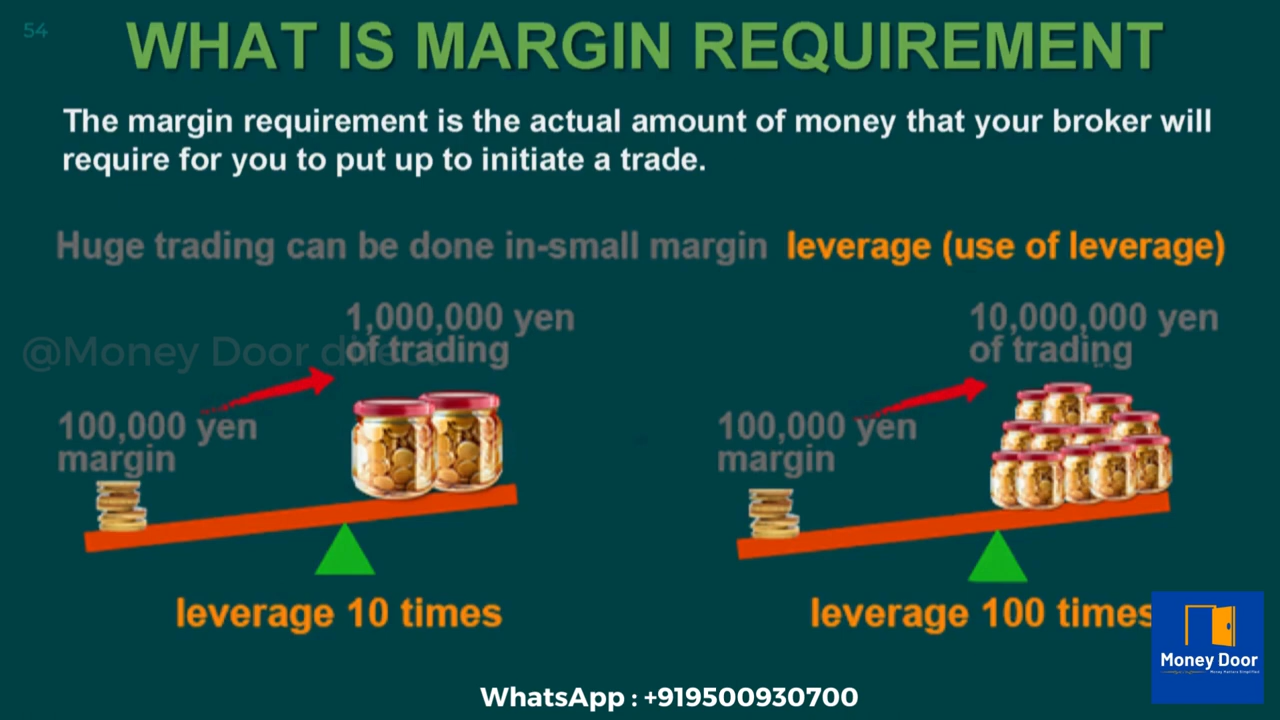 54
WHAT IS MARGIN REQUIREMENT
The margin requirement is the actual amount of money that your broker will
require for you to put up to initiate a trade.
Huge trading can be done in-small margin leverage (use of leverage)
1,000,000 yen
of trading
@Money Door direct
100,000 yen
margin
leverage 10 times
10,000,000 yen
of trading
100,000 yen
margin
leverage 100 times
Money Door
WhatsApp : +919500930700